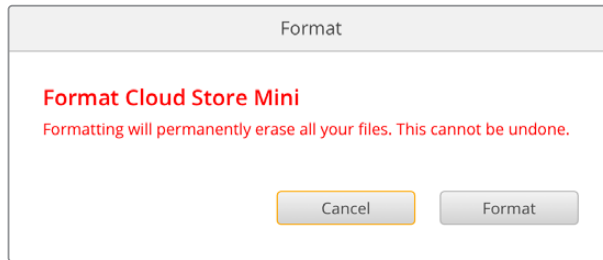 Format
Format Cloud Store Mini
Formatting will permanently erase all your files. This cannot be undone.
Cancel
Format